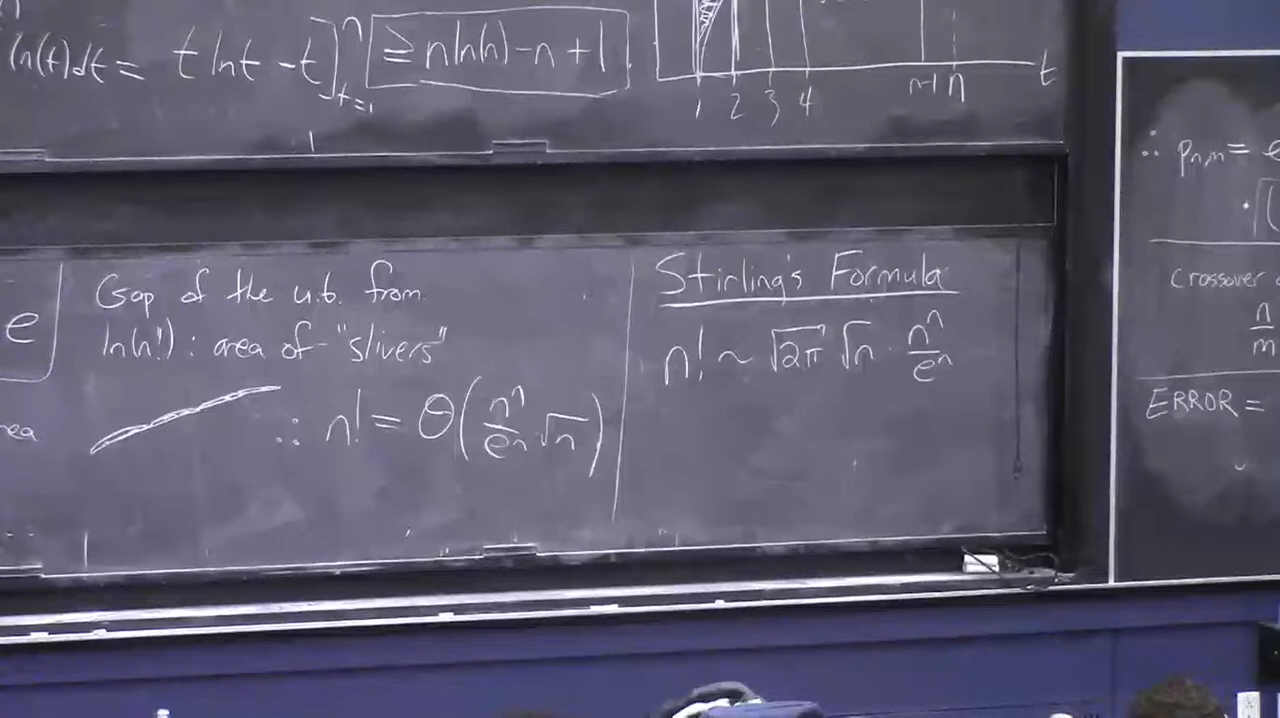 ln(t)dt = t ln t - t]ⁿₜ₌₁ ≥ n ln(n) - n + 1
1 2 3 4 n-1 n t
e
Gap of the u.b. from
ln(n!) : area of "slivers"
∴ n! = Θ(nⁿ/eⁿ √n)
Stirling's Formula
n! ~ √2π √n · nⁿ/eⁿ
∴ pₙ,ₘ = e
Crossover
n/m
ERROR =